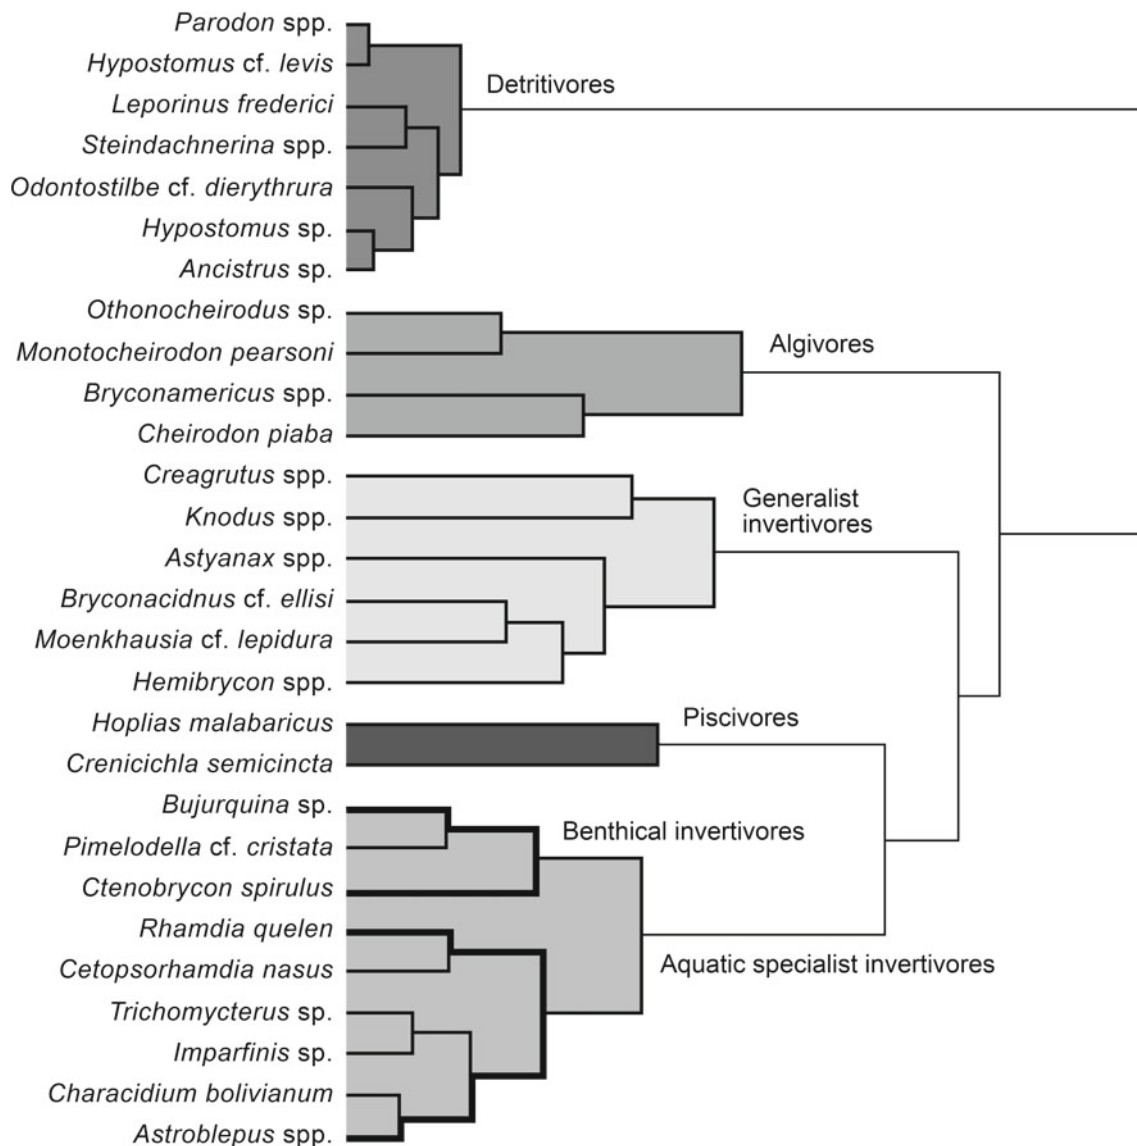 Parodon spp.
Hypostomus cf. levis
Detritivores
Leporinus frederici
Steindachnerina spp.
Odontostilbe cf. dierythrura
Hypostomus sp.
Ancistrus sp.
Othonocheirodus sp.
Algivores
Monotocheirodon pearsoni
Bryconamericus spp.
Cheirodon piaba
Creagrutus spp.
Generalist
invertivores
Knodus spp.
Astyanax spp.
Bryconacidnus cf. ellisi
Moenkhausia cf. lepidura
Hemibrycon spp.
Hoplias malabaricus
Piscivores
Crenicichla semicincta
Bujurquina sp.
Benthical invertivores
Pimelodella cf. cristata
Ctenobrycon spirulus
Rhamdia quelen
Aquatic specialist invertivores
Cetopsorhamdia nasus
Trichomycterus sp.
Imparfinis sp.
Characidium bolivianum
Astroblepus spp.